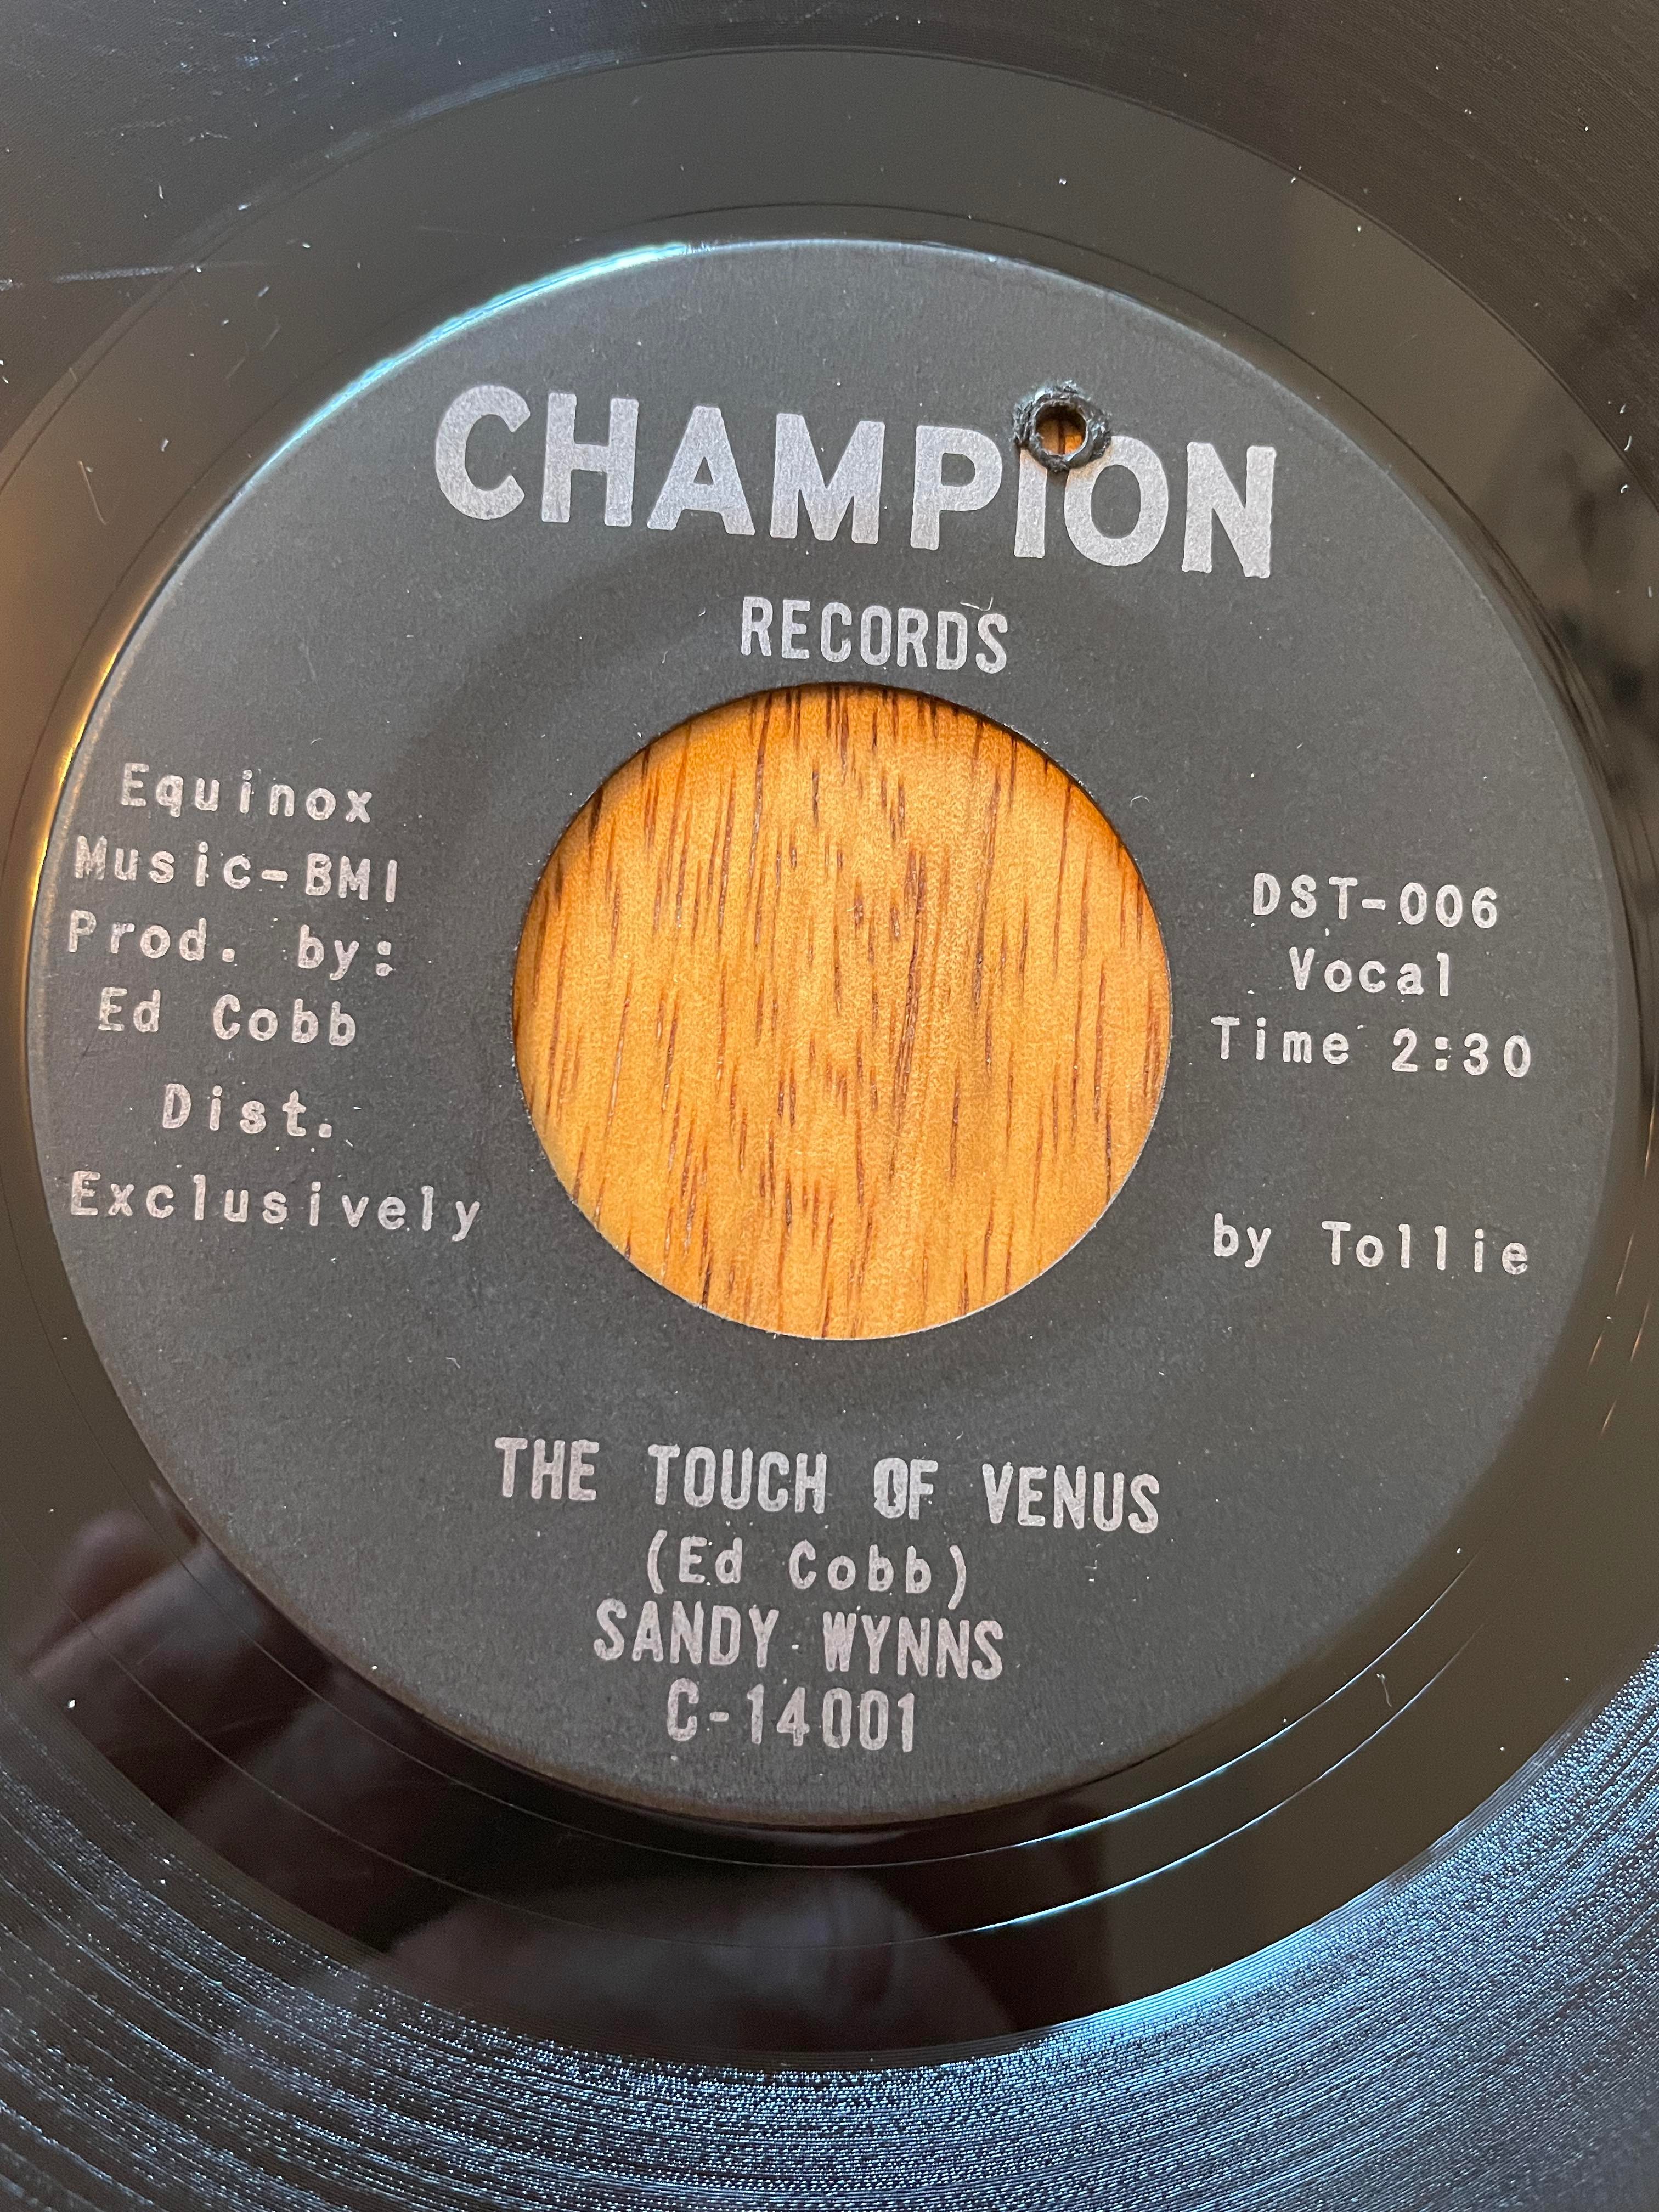 CHAMPION
RECORDS
Equinox
Music-BMI
Prod. by:
Ed Cobb
Dist.
Exclusively
DST-006
Vocal
Time 2:30
by Tollie
THE TOUCH OF VENUS
(Ed Cobb)
SANDY WYNNS
C-14001